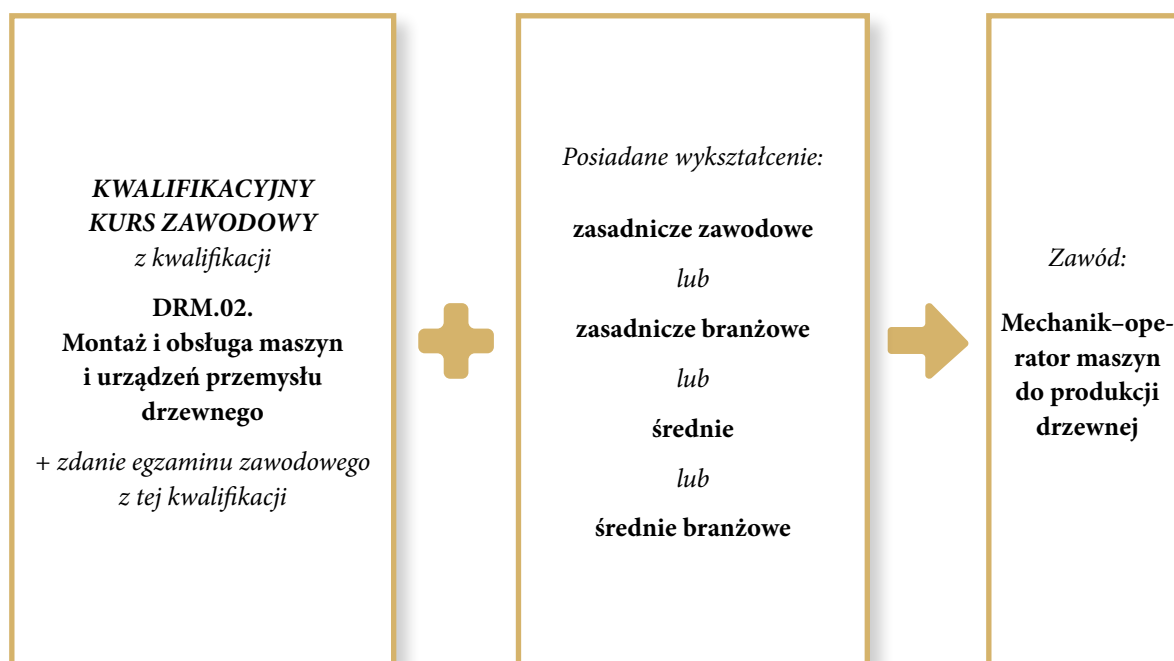 KWALIFIKACYJNY
KURS ZAWODOWY
z kwalifikacji
DRM.02.
Montaż i obsługa maszyn
i urządzeń przemysłu
drzewnego
+ zdanie egzaminu zawodowego
z tej kwalifikacji
Posiadane wykształcenie:
zasadnicze zawodowe
lub
zasadnicze branżowe
lub
średnie
lub
średnie branżowe
Zawód:
Mechanik–ope-
rator maszyn
do produkcji
drzewnej